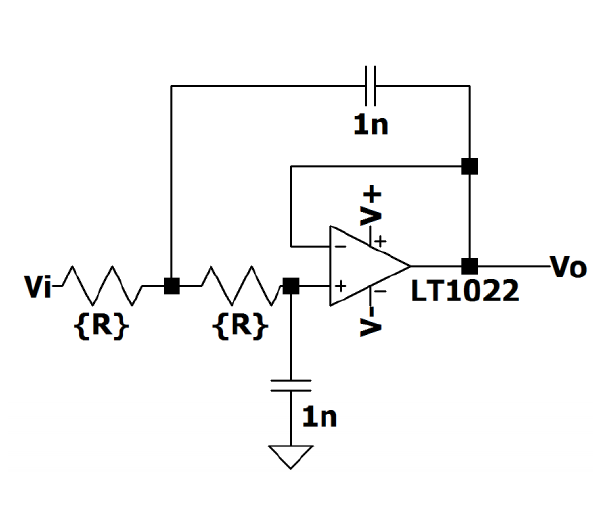 1n
V+
−
+
Vi
Vo
+
−
LT1022
{R}
{R}
V-
1n